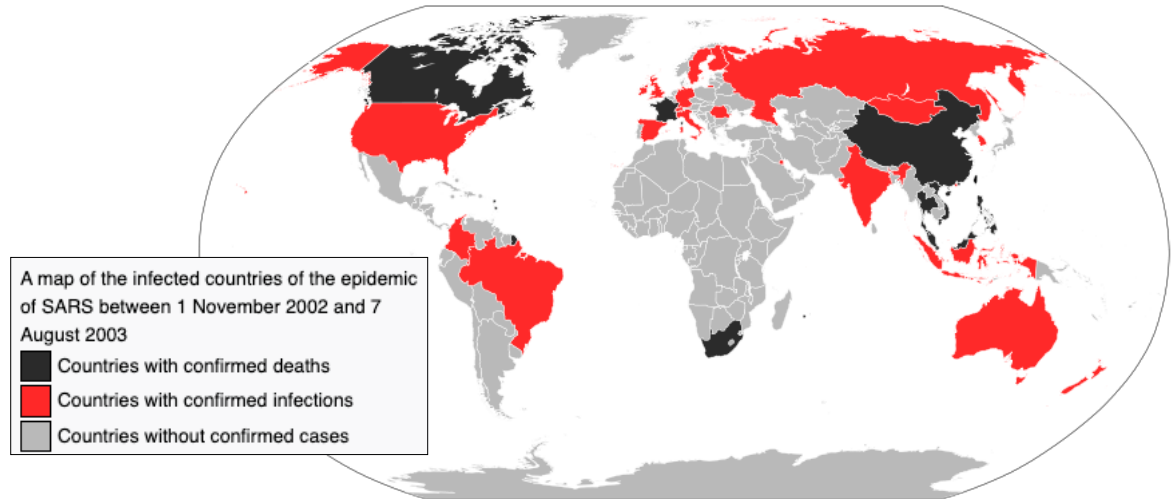 A map of the infected countries of the epidemic
of SARS between 1 November 2002 and 7
August 2003
Countries with confirmed deaths
Countries with confirmed infections
Countries without confirmed cases